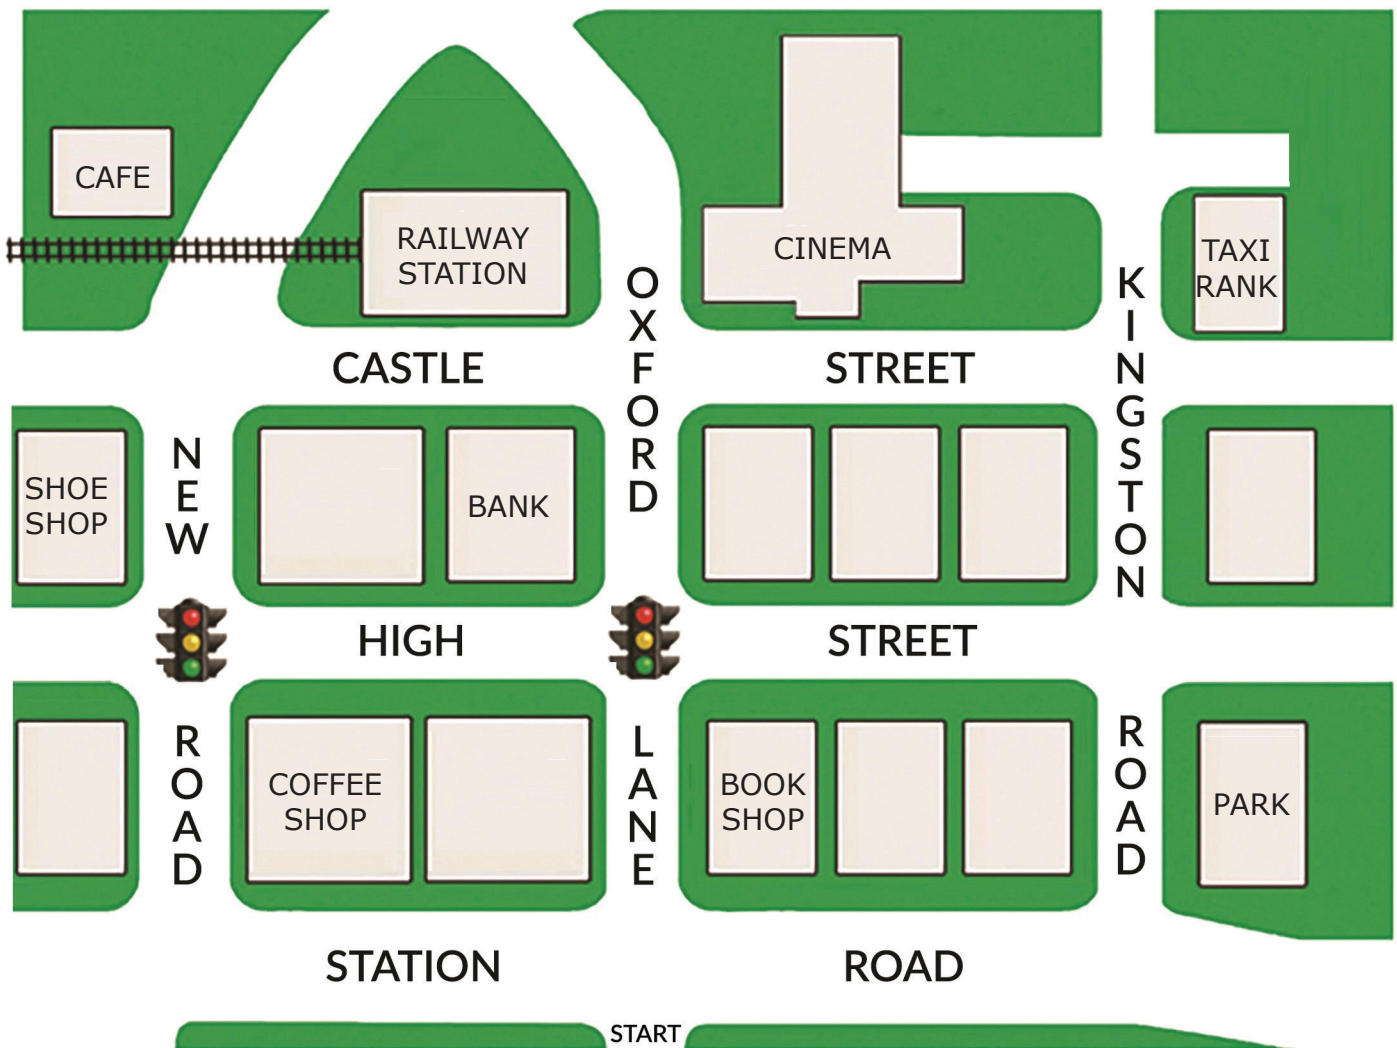 CAFE
RAILWAY
STATION
CINEMA
TAXI
RANK
OXFORD
KINGSTON
CASTLE
STREET
NEW
SHOE
SHOP
BANK
HIGH
STREET
ROAD
LANE
ROAD
COFFEE
SHOP
BOOK
SHOP
PARK
STATION
ROAD
START